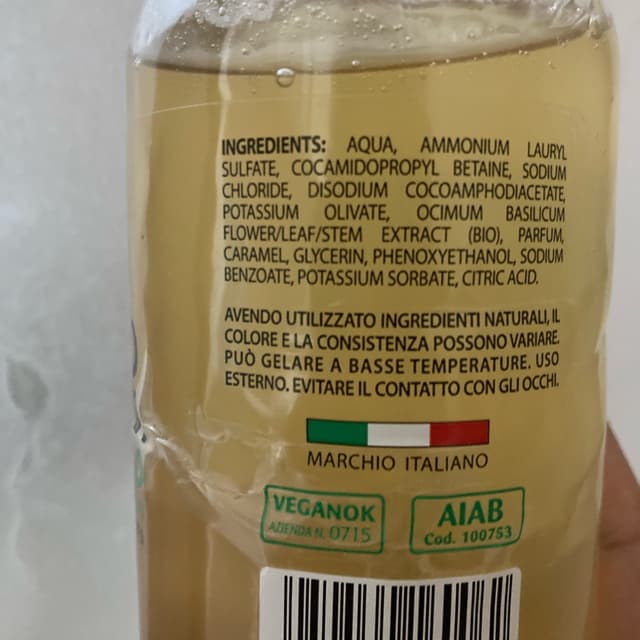 INGREDIENTS: AQUA, AMMONIUM LAURYL
SULFATE, COCAMIDOPROPYL BETAINE, SODIUM
CHLORIDE, DISODIUM COCOAMPHODIACETATE,
POTASSIUM OLIVATE, OCIMUM BASILICUM
FLOWER/LEAF/STEM EXTRACT (BIO), PARFUM,
CARAMEL, GLYCERIN, PHENOXYETHANOL, SODIUM
BENZOATE, POTASSIUM SORBATE, CITRIC ACID.
AVENDO UTILIZZATO INGREDIENTI NATURALI, IL
COLORE E LA CONSISTENZA POSSONO VARIARE.
PUÒ GELARE A BASSE TEMPERATURE. USO
ESTERNO. EVITARE IL CONTATTO CON GLI OCCHI.
MARCHIO ITALIANO
VEGANOK
AZIENDA N. 0715
AIAB
Cod. 100753